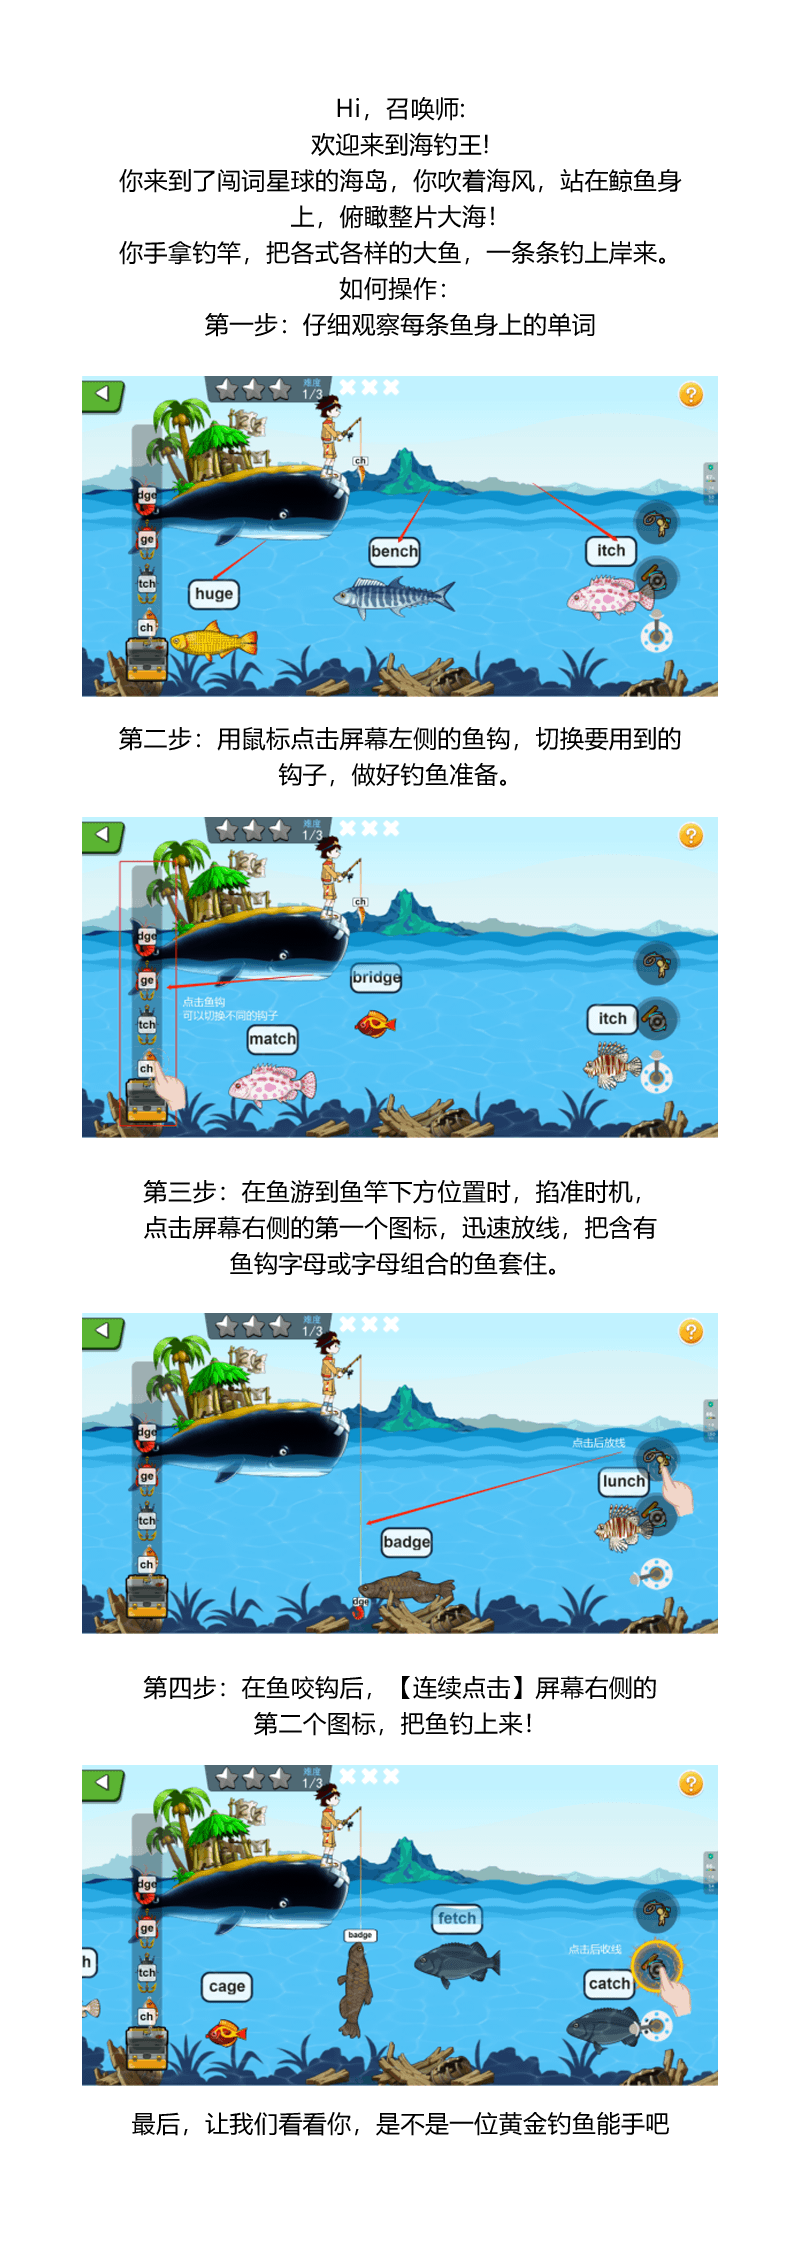 Hi，召唤师:
欢迎来到海钓王!
你来到了闯词星球的海岛，你吹着海风，站在鲸鱼身
上，俯瞰整片大海！
你手拿钓竿，把各式各样的大鱼，一条条钓上岸来。
如何操作：
第一步：仔细观察每条鱼身上的单词
难度
1/3
?
ch
dge
bench
itch
ge
tch
huge
ch
第二步：用鼠标点击屏幕左侧的鱼钩，切换要用到的
钩子，做好钓鱼准备。
难度
1/3
?
ch
dge
ge
bridge
点击鱼钩
可以切换不同的钩子
tch
itch
match
ch
第三步：在鱼游到鱼竿下方位置时，掐准时机，
点击屏幕右侧的第一个图标，迅速放线，把含有
鱼钩字母或字母组合的鱼套住。
难度
1/3
?
dge
点击后放线
ge
lunch
tch
badge
ch
dge
第四步：在鱼咬钩后，【连续点击】屏幕右侧的
第二个图标，把鱼钓上来！
难度
1/3
?
dge
fetch
ge
badge
点击后收线
h
tch
cage
catch
ch
最后，让我们看看你，是不是一位黄金钓鱼能手吧